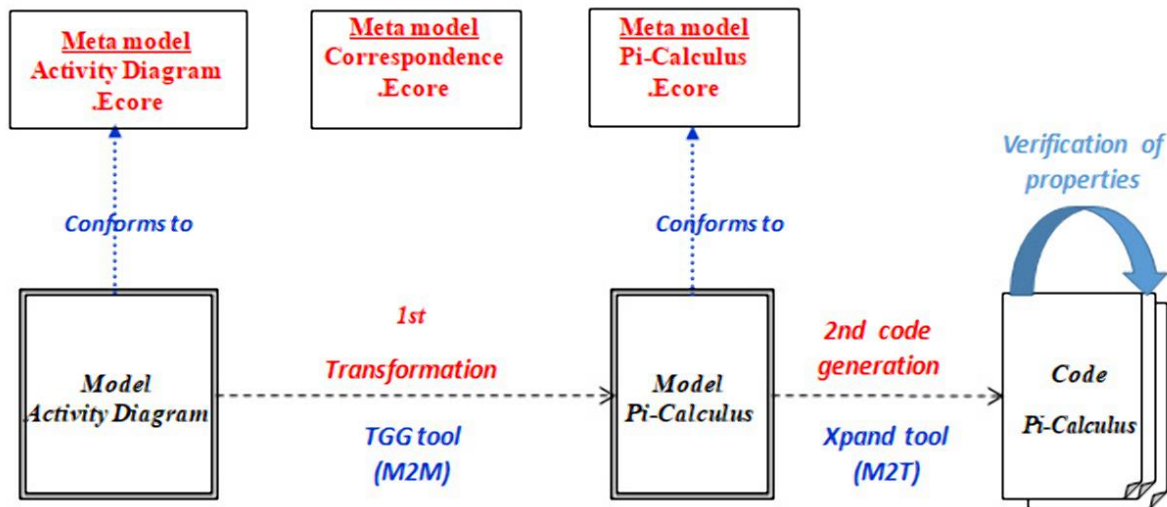 Meta model
Activity Diagram
.Ecore
Meta model
Correspondence
.Ecore
Meta model
Pi-Calculus
.Ecore
Verification of
properties
Conforms to
Conforms to
Model
Activity Diagram
1st
Transformation
TGG tool
(M2M)
Model
Pi-Calculus
2nd code
generation
Xpand tool
(M2T)
Code
Pi-Calculus